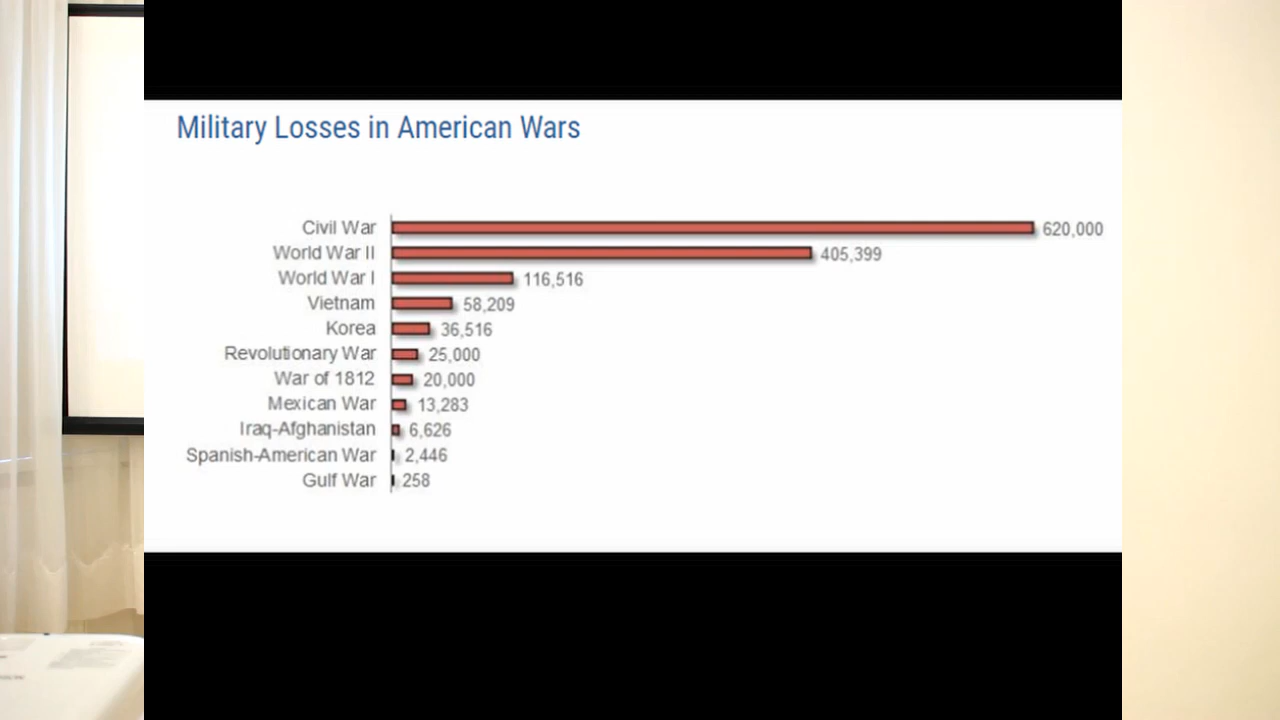 Military Losses in American Wars
Civil War 620,000
World War II 405,399
World War I 116,516
Vietnam 58,209
Korea 36,516
Revolutionary War 25,000
War of 1812 20,000
Mexican War 13,283
Iraq-Afghanistan 6,626
Spanish-American War 2,446
Gulf War 258